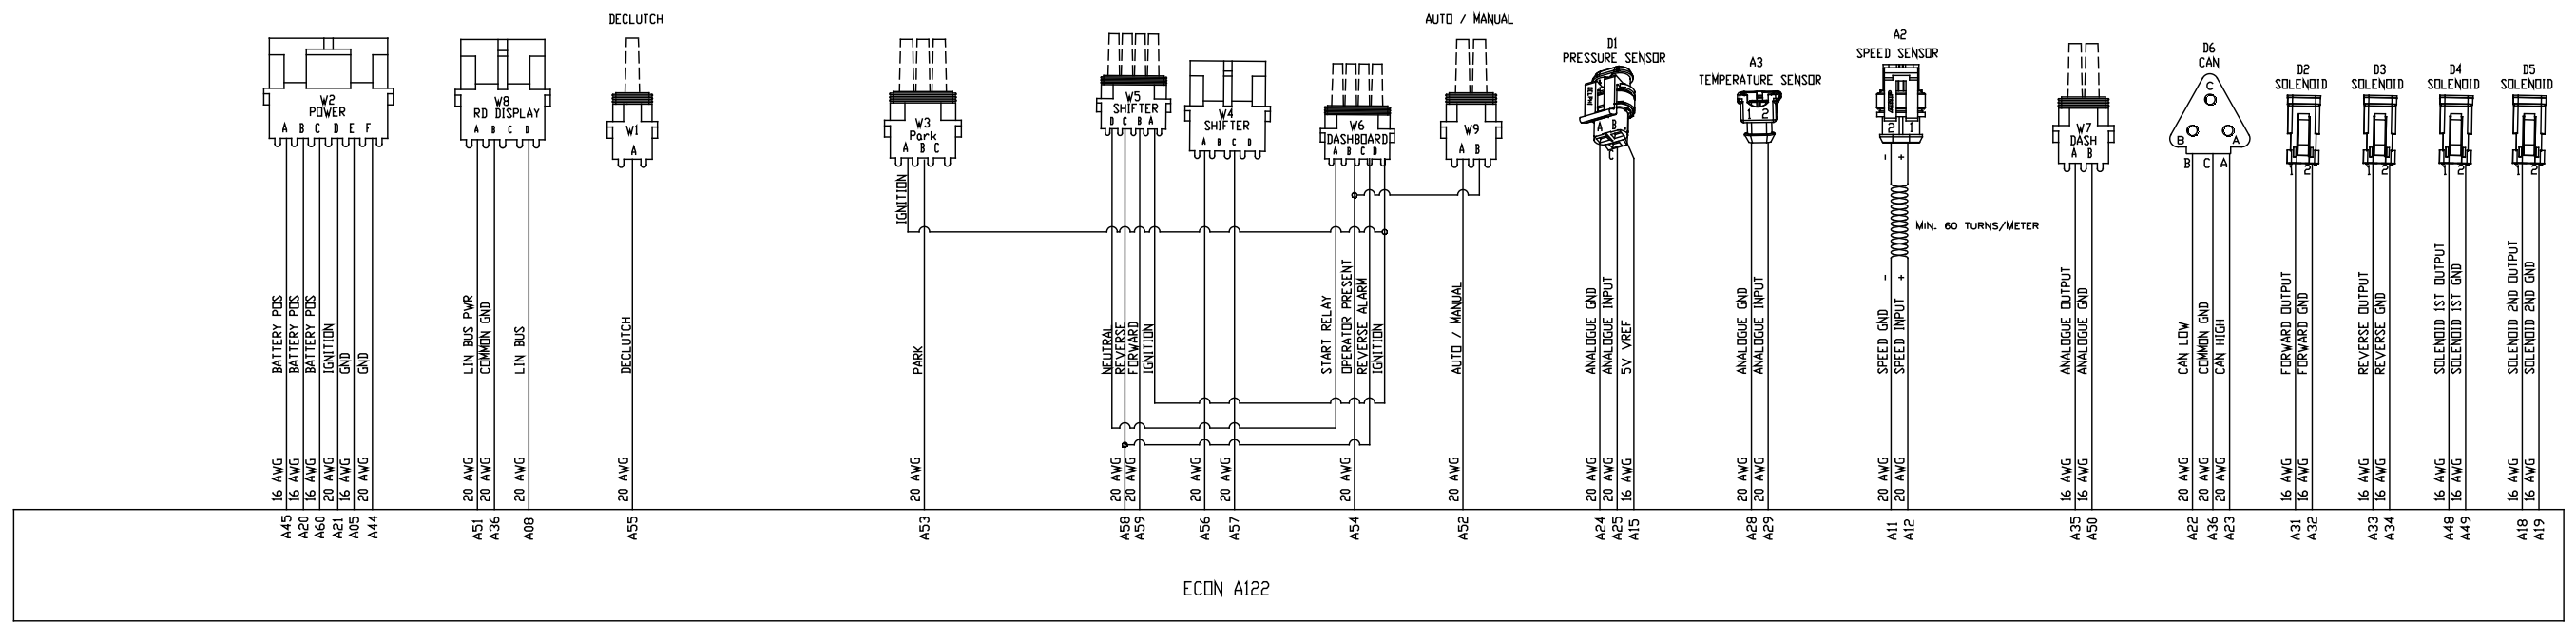 DECLUTCH
AUTO / MANUAL
W2
POWER
A B C D E F
W8
RD DISPLAY
A B C D
W1
A
W3
Park
A B C
W5
SHIFTER
D C B A
W4
SHIFTER
A B C D
W6
DASHBOARD
A B C D
W9
A B
D1
PRESSURE SENSOR
DELPHI
A B
C
A3
TEMPERATURE SENSOR
1 2
A2
SPEED SENSOR
2 1
- +
MIN. 60 TURNS/METER
- +
W7
DASH
A B
D6
CAN
C
B A
B C A
D2
SOLENOID
1 2
D3
SOLENOID
1 2
D4
SOLENOID
1 2
D5
SOLENOID
1 2
IGNITION
BATTERY POS
BATTERY POS
BATTERY POS
IGNITION
GND
GND
LIN BUS PWR
COMMON GND
LIN BUS
DECLUTCH
PARK
NEUTRAL
REVERSE
FORWARD
IGNITION
START RELAY
OPERATOR PRESENT
REVERSE ALARM
IGNITION
AUTO / MANUAL
ANALOGUE GND
ANALOGUE INPUT
5V VREF
ANALOGUE GND
ANALOGUE INPUT
SPEED GND
SPEED INPUT
ANALOGUE OUTPUT
ANALOGUE GND
CAN LOW
COMMON GND
CAN HIGH
FORWARD OUTPUT
FORWARD GND
REVERSE OUTPUT
REVERSE GND
SOLENOID 1ST OUTPUT
SOLENOID 1ST GND
SOLENOID 2ND OUTPUT
SOLENOID 2ND GND
16 AWG
16 AWG
16 AWG
20 AWG
16 AWG
20 AWG
20 AWG
20 AWG
20 AWG
20 AWG
20 AWG
20 AWG
20 AWG
20 AWG
20 AWG
20 AWG
20 AWG
20 AWG
20 AWG
16 AWG
20 AWG
20 AWG
20 AWG
20 AWG
16 AWG
16 AWG
20 AWG
20 AWG
20 AWG
16 AWG
16 AWG
16 AWG
16 AWG
16 AWG
16 AWG
16 AWG
16 AWG
A45
A20
A60
A21
A05
A44
A51
A36
A08
A55
A53
A58
A59
A56
A57
A54
A52
A24
A25
A15
A28
A29
A11
A12
A35
A50
A22
A36
A23
A31
A32
A33
A34
A48
A49
A18
A19
ECON A122